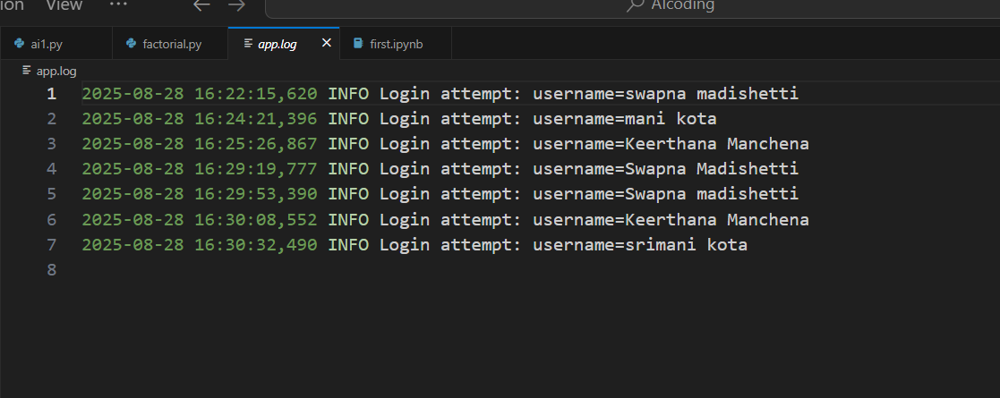 ion View ...
AIcoding
ai1.py factorial.py app.log first.ipynb
app.log
1 2025-08-28 16:22:15,620 INFO Login attempt: username=swapna madishetti
2 2025-08-28 16:24:21,396 INFO Login attempt: username=mani kota
3 2025-08-28 16:25:26,867 INFO Login attempt: username=Keerthana Manchena
4 2025-08-28 16:29:19,777 INFO Login attempt: username=Swapna Madishetti
5 2025-08-28 16:29:53,390 INFO Login attempt: username=Swapna madishetti
6 2025-08-28 16:30:08,552 INFO Login attempt: username=Keerthana Manchena
7 2025-08-28 16:30:32,490 INFO Login attempt: username=srimani kota
8